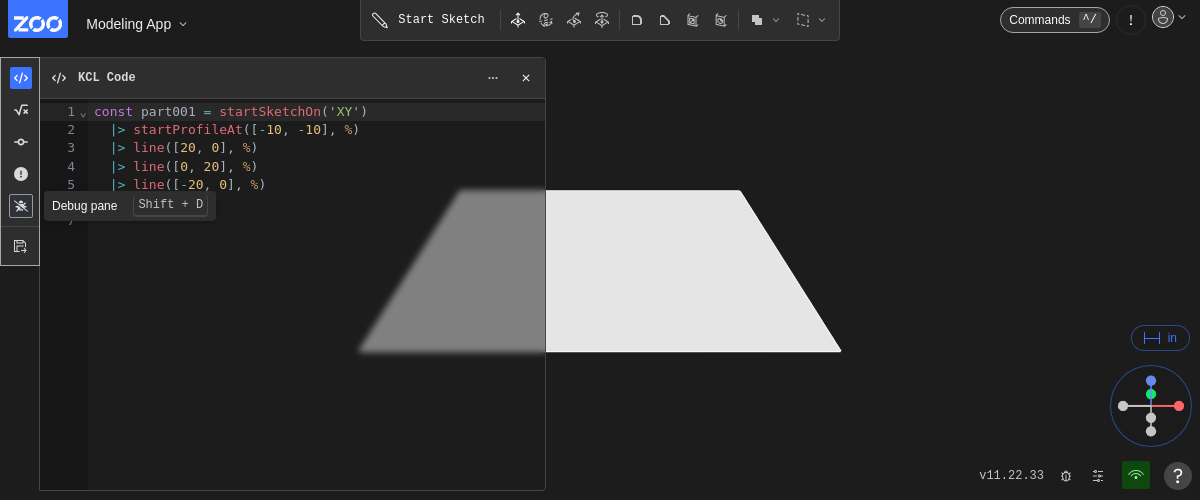 ZOO
Modeling App
Start Sketch
Commands ^/
!
KCL Code
1 const part001 = startSketchOn('XY')
2 |> startProfileAt([-10, -10], %)
3 |> line([20, 0], %)
4 |> line([0, 20], %)
5 |> line([-20, 0], %)
Debug pane Shift + D
7
in
v11.22.33
?